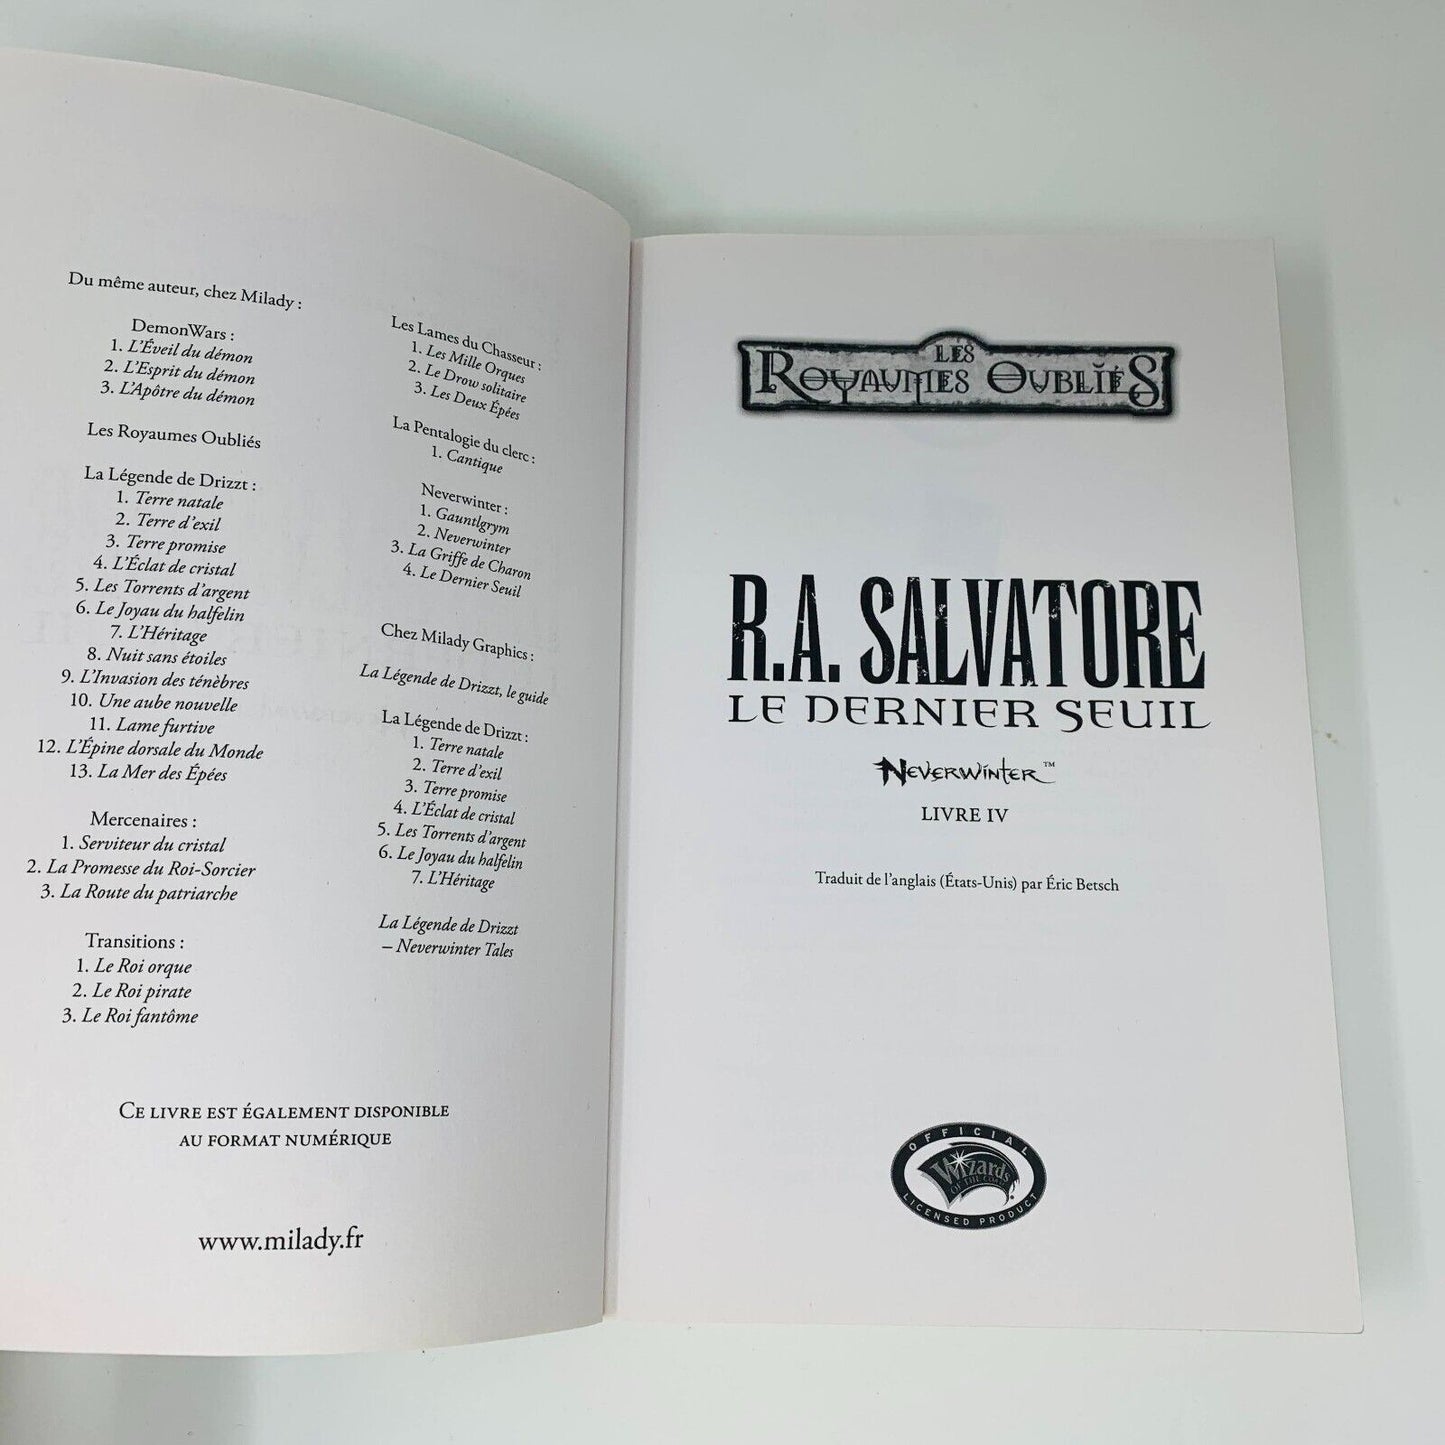 Du même auteur, chez Milady :
DemonWars :
1. L'Éveil du démon
2. L'Esprit du démon
3. L'Apôtre du démon
Les Royaumes Oubliés
La Légende de Drizzt :
1. Terre natale
2. Terre d'exil
3. Terre promise
4. L'Éclat de cristal
5. Les Torrents d'argent
6. Le Joyau du halfelin
7. L'Héritage
8. Nuit sans étoiles
9. L'Invasion des ténèbres
10. Une aube nouvelle
11. Lame furtive
12. L'Épine dorsale du Monde
13. La Mer des Épées
Mercenaires :
1. Serviteur du cristal
2. La Promesse du Roi-Sorcier
3. La Route du patriarche
Transitions :
1. Le Roi orque
2. Le Roi pirate
3. Le Roi fantôme
Les Lames du Chasseur :
1. Les Mille Orques
2. Le Drow solitaire
3. Les Deux Épées
La Pentalogie du clerc :
1. Cantique
Neverwinter :
1. Gauntlgrym
2. Neverwinter
3. La Griffe de Charon
4. Le Dernier Seuil
Chez Milady Graphics :
La Légende de Drizzt, le guide
La Légende de Drizzt :
1. Terre natale
2. Terre d'exil
3. Terre promise
4. L'Éclat de cristal
5. Les Torrents d'argent
6. Le Joyau du halfelin
7. L'Héritage
La Légende de Drizzt
– Neverwinter Tales
CE LIVRE EST ÉGALEMENT DISPONIBLE
AU FORMAT NUMÉRIQUE
www.milady.fr
LES
ROYAUMES OUBLIÉS
R.A. SALVATORE
LE DERNIER SEUIL
NEVERWINTER™
LIVRE IV
Traduit de l'anglais (États-Unis) par Éric Betsch
OFFICIAL
Wizards
OF THE COAST
LICENSED PRODUCT